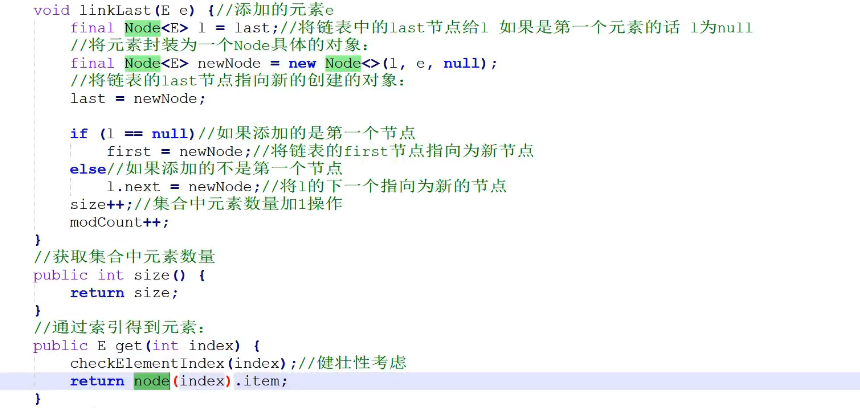 void linkLast(E e) {//添加的元素e
    final Node<E> l = last;//将链表中的last节点给l 如果是第一个元素的话 l为null
    //将元素封装为一个Node具体的对象：
    final Node<E> newNode = new Node<>(l, e, null);
    //将链表的last节点指向新的创建的对象：
    last = newNode;
    if (l == null)//如果添加的是第一个节点
        first = newNode;//将链表的first节点指向为新节点
    else//如果添加的不是第一个节点
        l.next = newNode;//将l的下一个指向为新的节点
    size++;//集合中元素数量加1操作
    modCount++;
}
//获取集合中元素数量
public int size() {
    return size;
}
//通过索引得到元素：
public E get(int index) {
    checkElementIndex(index);//健壮性考虑
    return node(index).item;
}